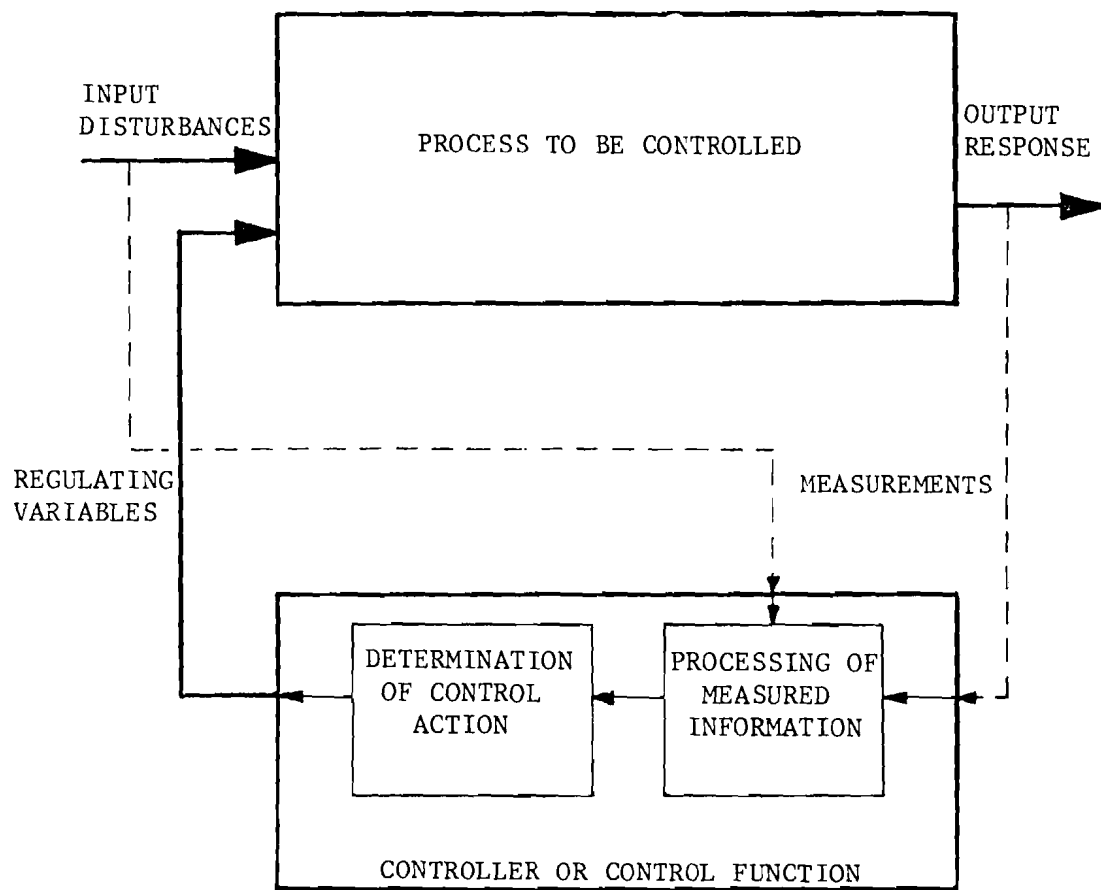 INPUT
DISTURBANCES
PROCESS TO BE CONTROLLED
OUTPUT
RESPONSE
REGULATING
VARIABLES
MEASUREMENTS
DETERMINATION
OF CONTROL
ACTION
PROCESSING OF
MEASURED
INFORMATION
CONTROLLER OR CONTROL FUNCTION